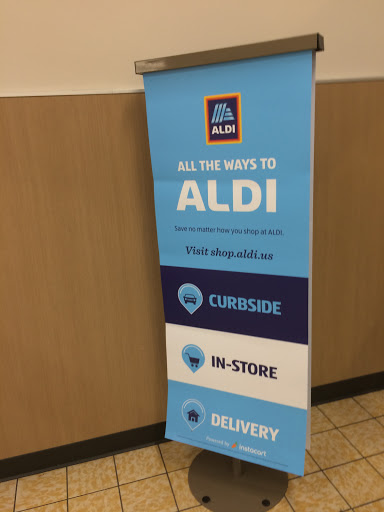 ALDI
ALL THE WAYS TO
ALDI
Save no matter how you shop at ALDI.
Visit shop.aldi.us
CURBSIDE
IN-STORE
DELIVERY
Powered by instacart